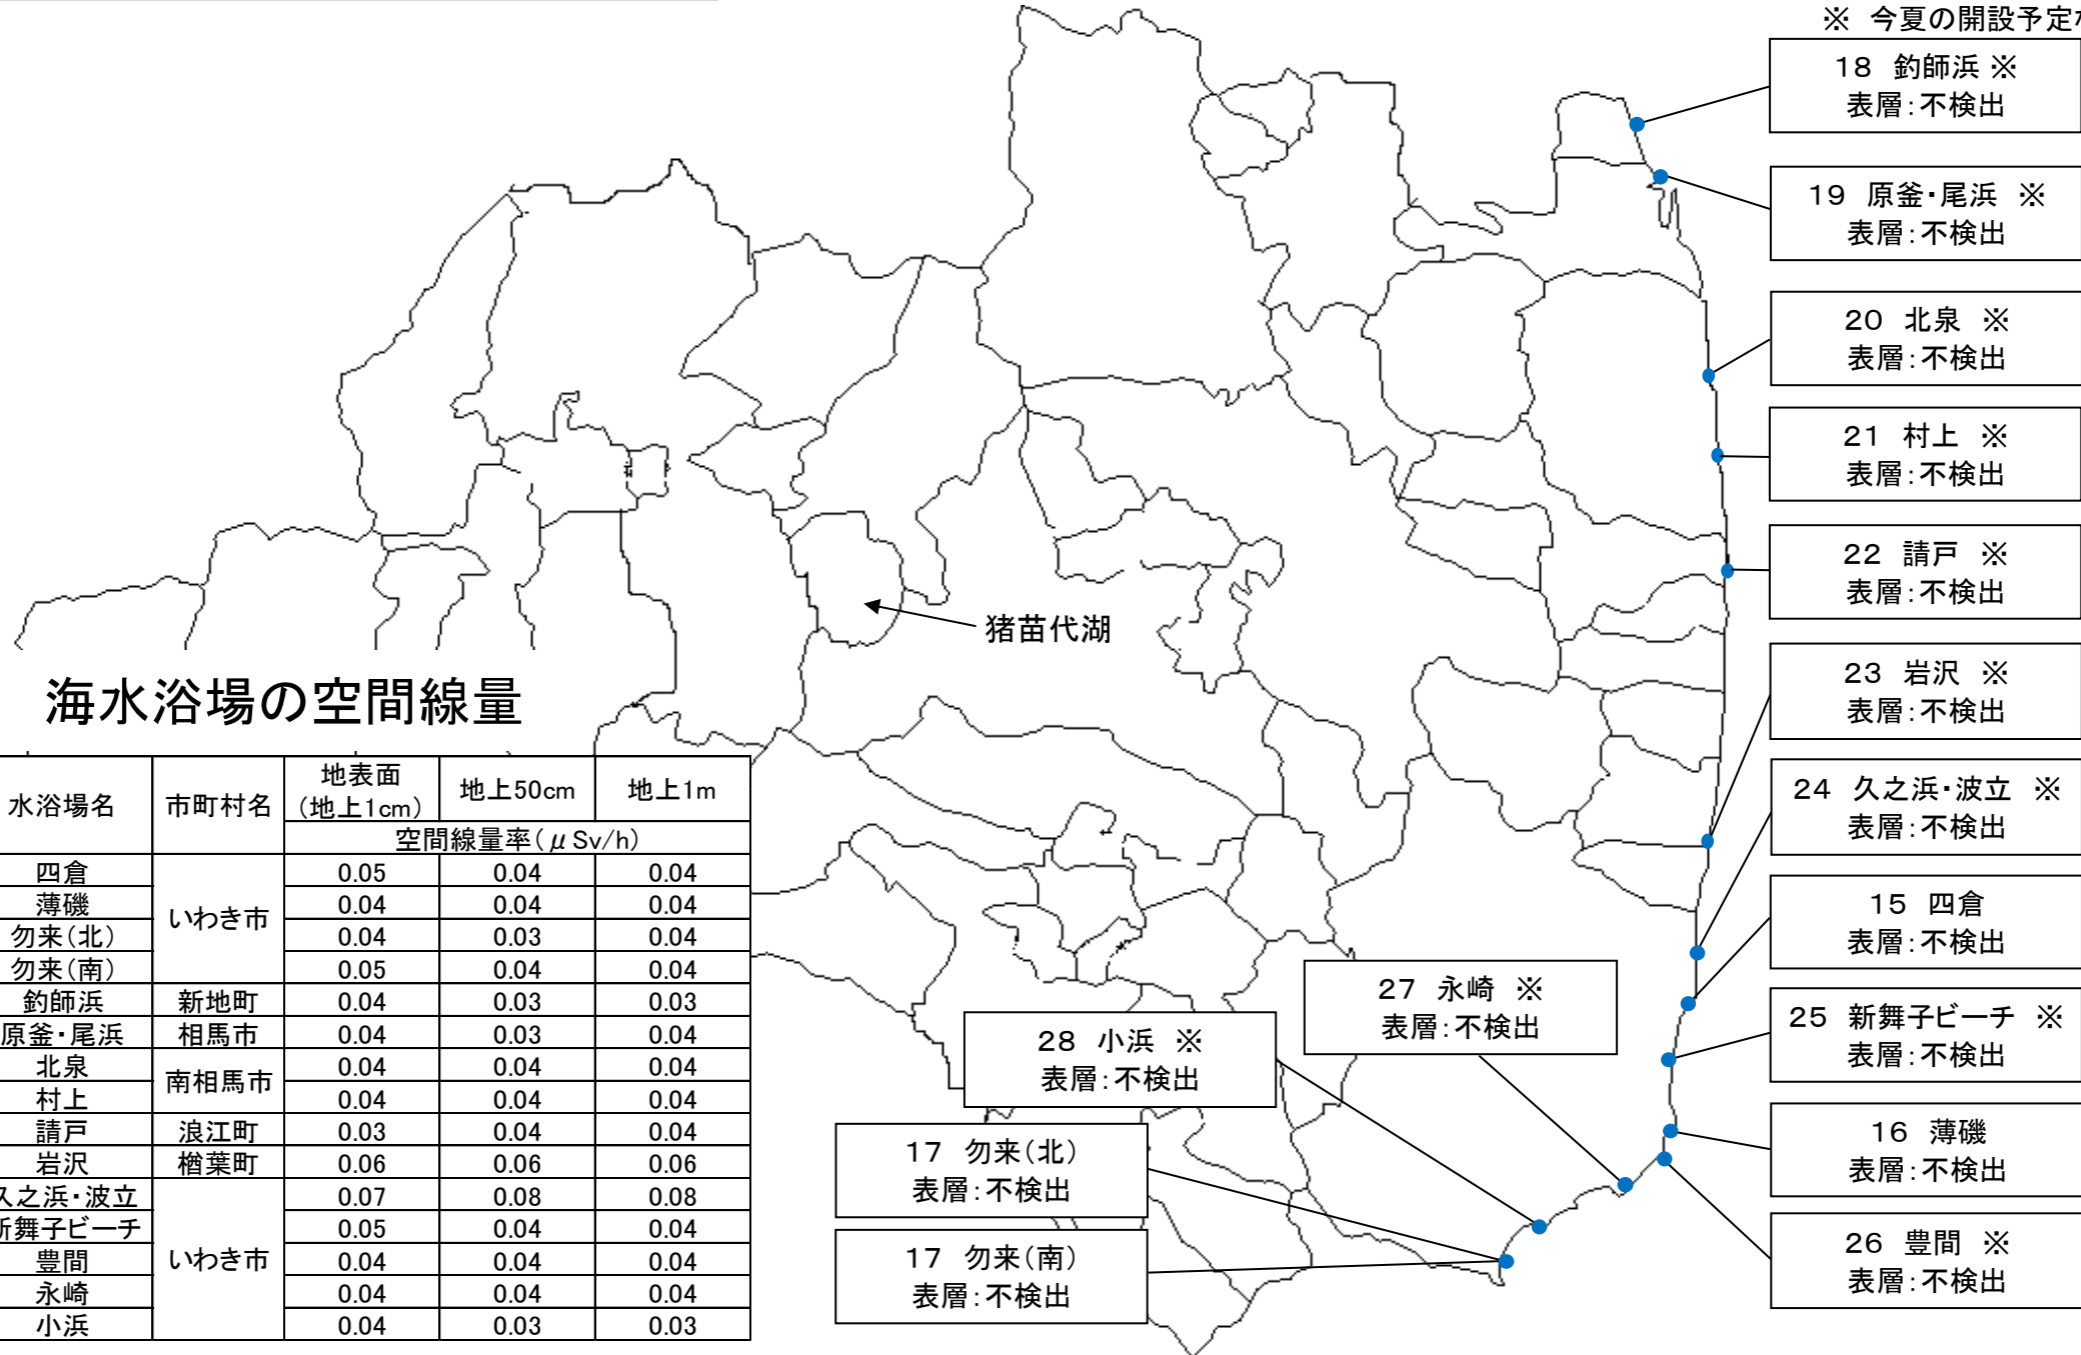 ※ 今夏の開設予定
18 釣師浜 ※
表層:不検出
19 原釜・尾浜 ※
表層:不検出
20 北泉 ※
表層:不検出
21 村上 ※
表層:不検出
22 請戸 ※
表層:不検出
猪苗代湖
23 岩沢 ※
表層:不検出
24 久之浜・波立 ※
表層:不検出
15 四倉
表層:不検出
25 新舞子ビーチ ※
表層:不検出
16 薄磯
表層:不検出
26 豊間 ※
表層:不検出
27 永崎 ※
表層:不検出
28 小浜 ※
表層:不検出
17 勿来(北)
表層:不検出
17 勿来(南)
表層:不検出
海水浴場の空間線量
水浴場名 市町村名 地表面 (地上1cm) 地上50cm 地上1m
空間線量率(μSv/h)
四倉 いわき市 0.05 0.04 0.04
薄磯 0.04 0.04 0.04
勿来(北) 0.04 0.03 0.04
勿来(南) 0.05 0.04 0.04
釣師浜 新地町 0.04 0.03 0.03
原釜・尾浜 相馬市 0.04 0.03 0.04
北泉 南相馬市 0.04 0.04 0.04
村上 0.04 0.04 0.04
請戸 浪江町 0.03 0.04 0.04
岩沢 楢葉町 0.06 0.06 0.06
久之浜・波立 いわき市 0.07 0.08 0.08
新舞子ビーチ 0.05 0.04 0.04
豊間 0.04 0.04 0.04
永崎 0.04 0.04 0.04
小浜 0.04 0.03 0.03